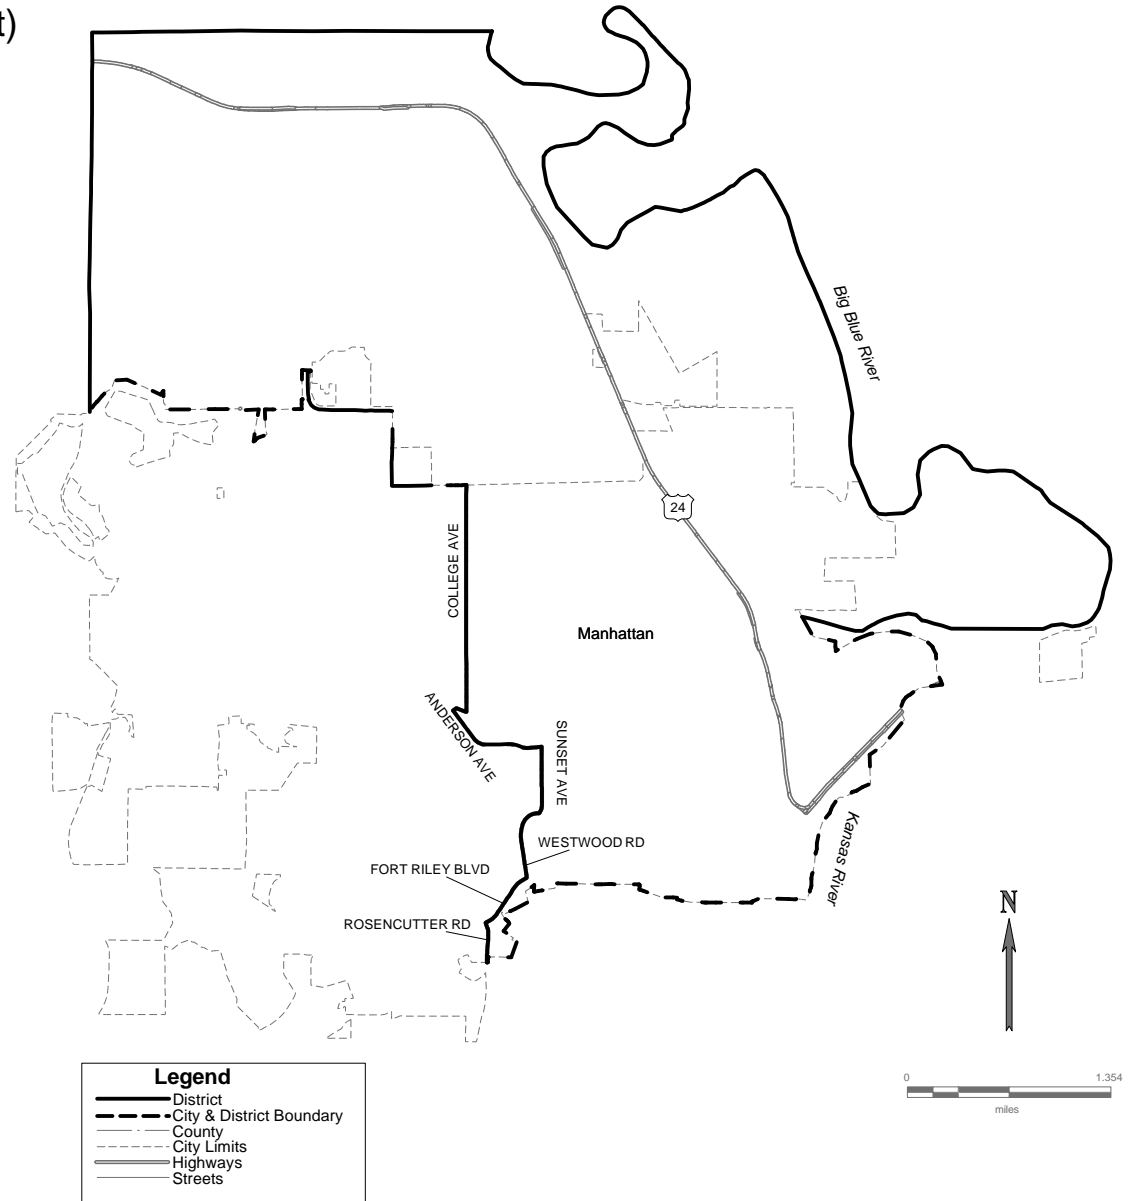 t)
Big Blue River
24
COLLEGE AVE
Manhattan
ANDERSON AVE
SUNSET AVE
WESTWOOD RD
Kansas River
FORT RILEY BLVD
ROSENCUTTER RD
N
Legend
District
City & District Boundary
County
City Limits
Highways
Streets
0 1.354
miles